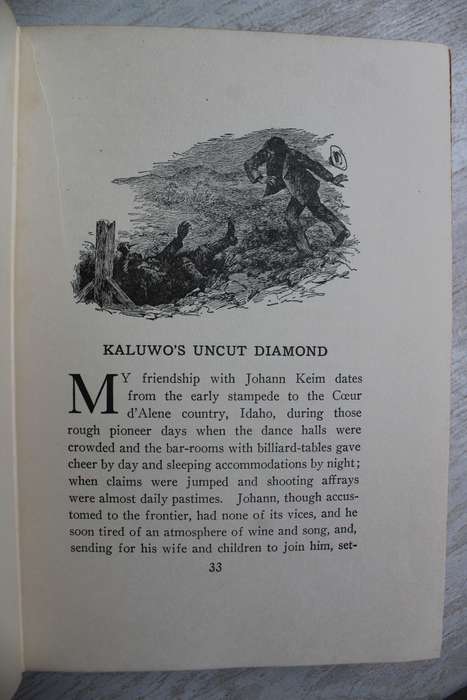 KALUWO'S UNCUT DIAMOND
MY friendship with Johann Keim dates
from the early stampede to the Cœur
d'Alene country, Idaho, during those
rough pioneer days when the dance halls were
crowded and the bar-rooms with billiard-tables gave
cheer by day and sleeping accommodations by night;
when claims were jumped and shooting affrays
were almost daily pastimes. Johann, though accus-
tomed to the frontier, had none of its vices, and he
soon tired of an atmosphere of wine and song, and,
sending for his wife and children to join him, set-
33